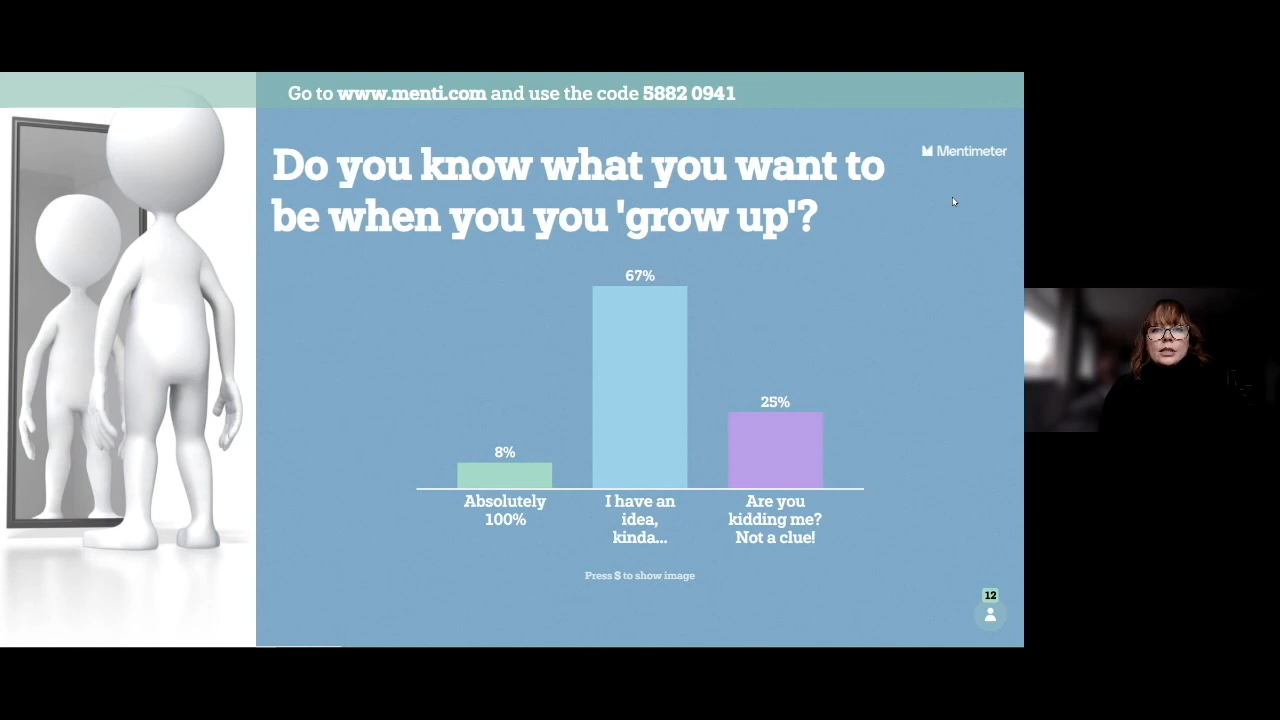 Go to www.menti.com and use the code 5882 0941
Mentimeter
Do you know what you want to
be when you you 'grow up'?
67%
25%
8%
Absolutely
100%
I have an
idea,
kinda...
Are you
kidding me?
Not a clue!
Press S to show image
12